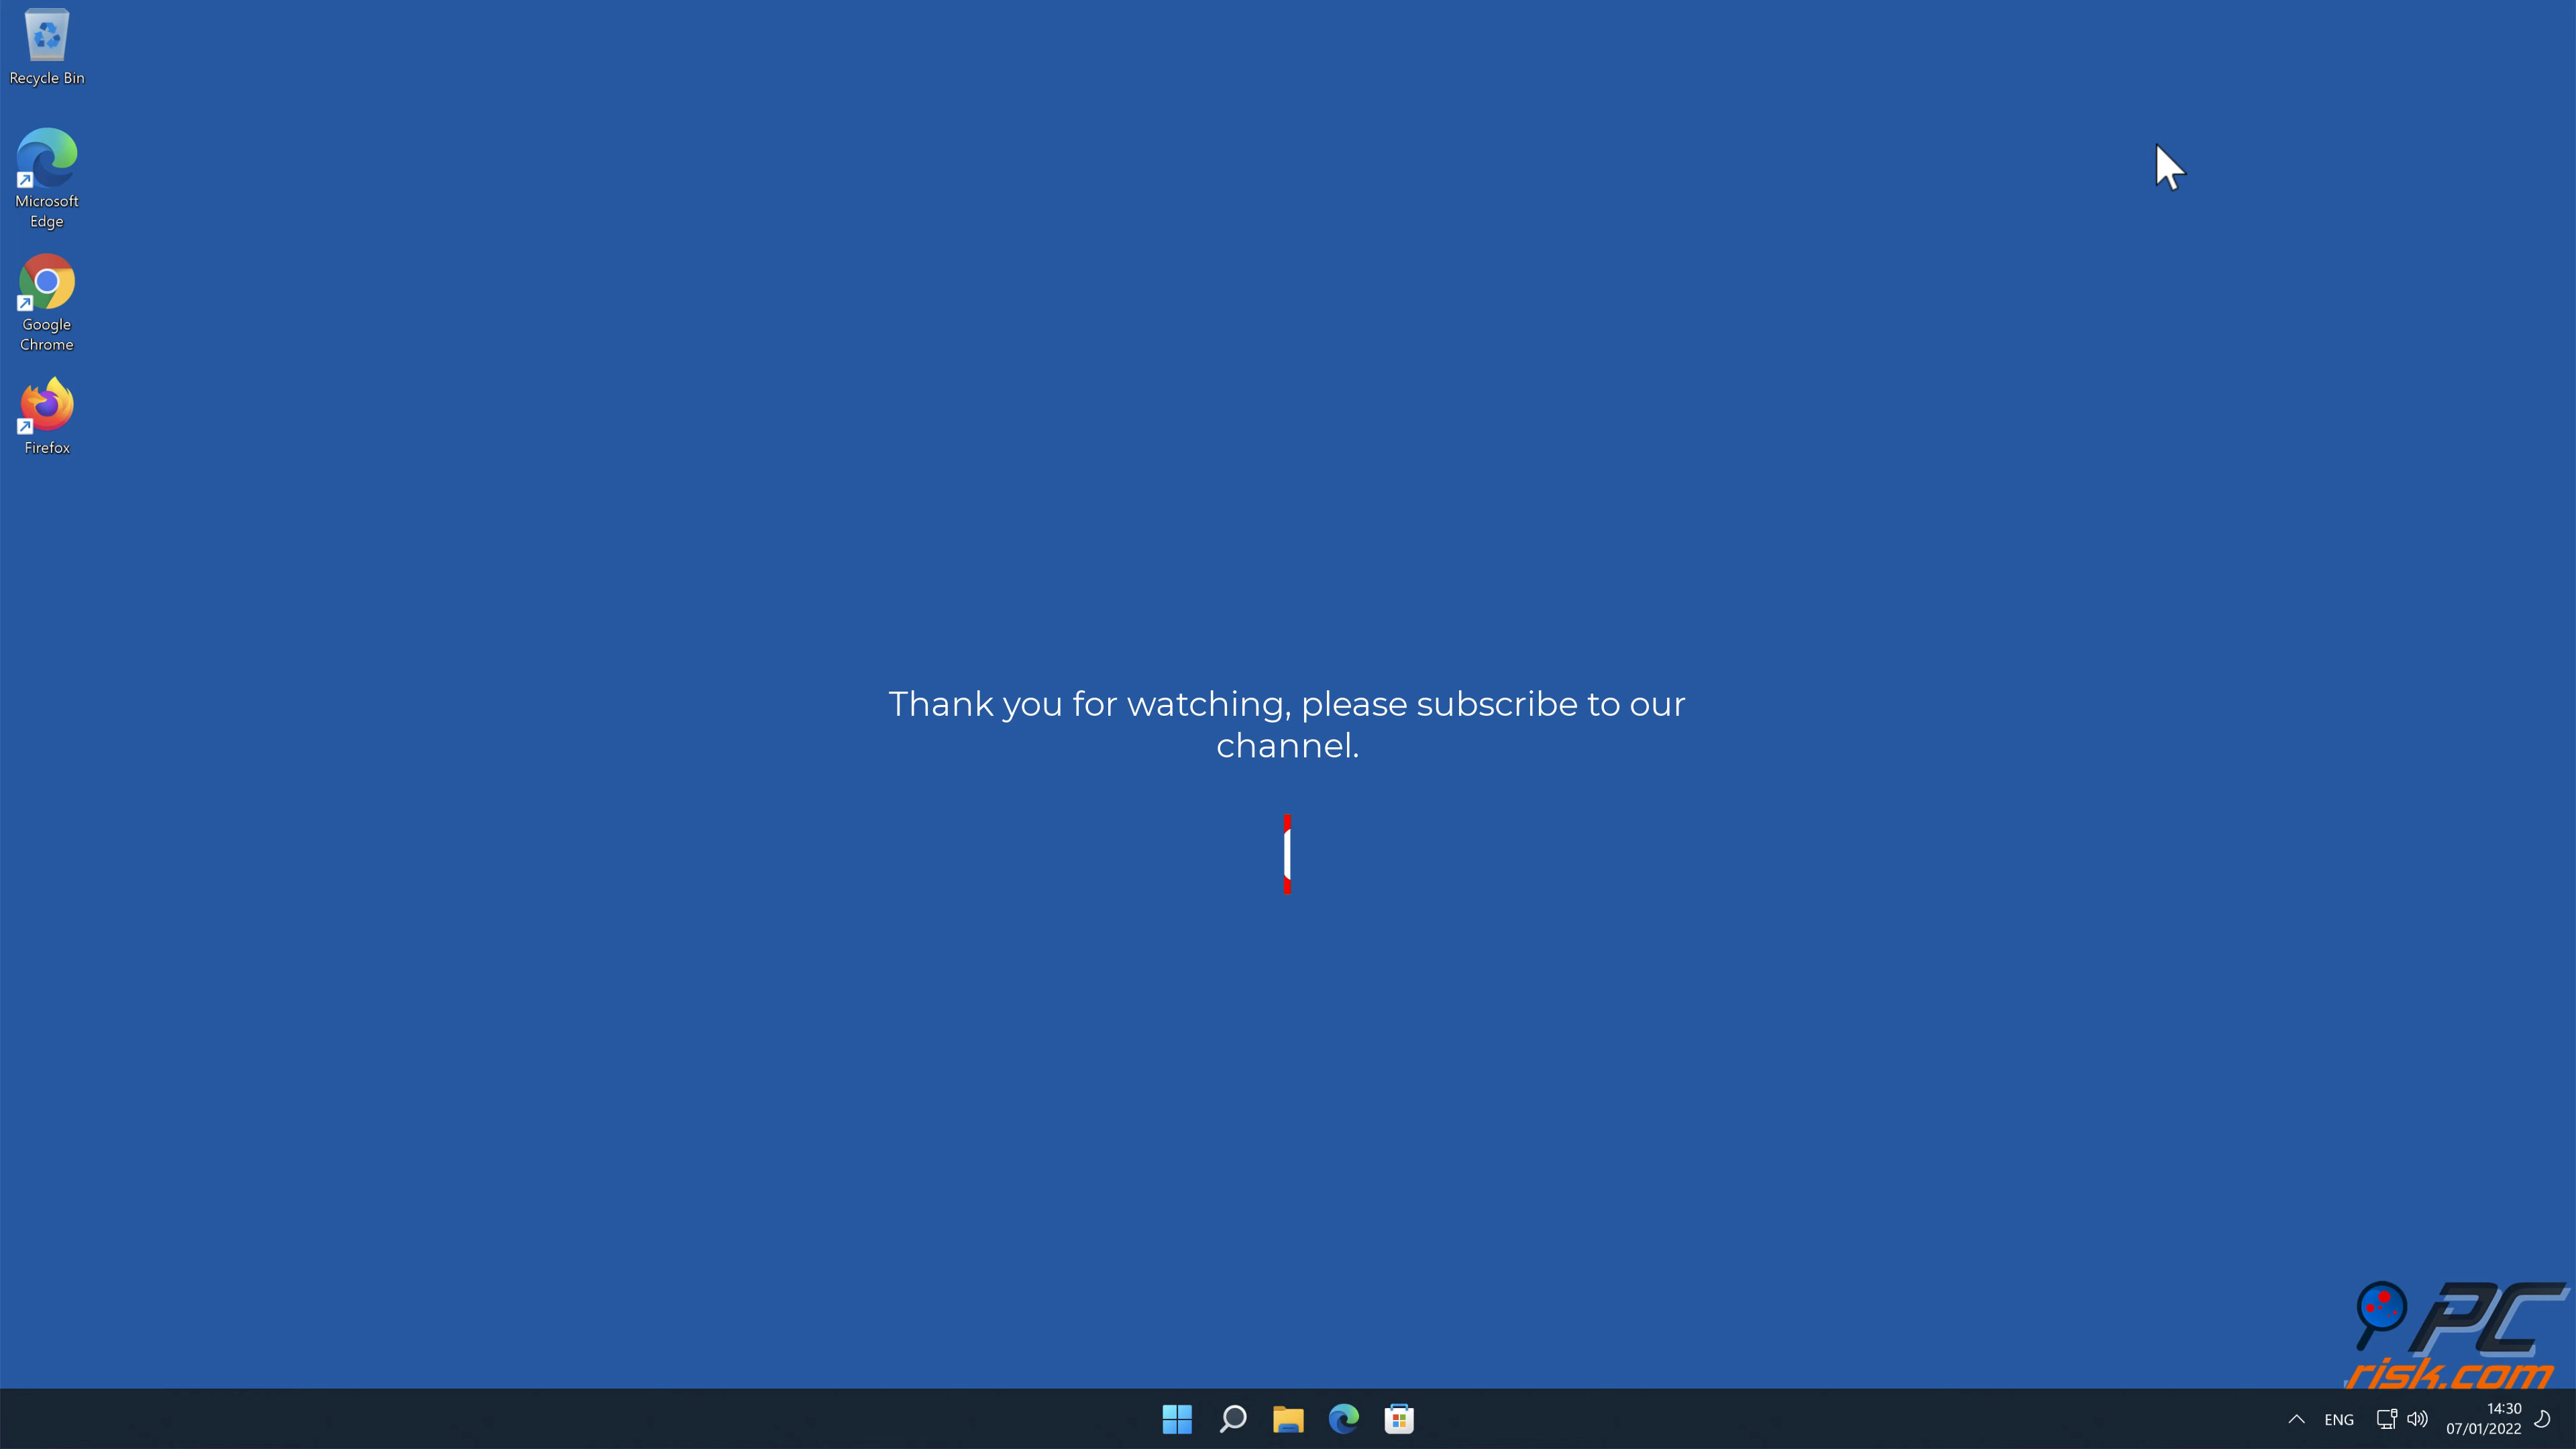 Recycle Bin
Microsoft
Edge
Google
Chrome
Firefox
Thank you for watching, please subscribe to our
channel.
PC
risk.com
ENG
14:30
07/01/2022